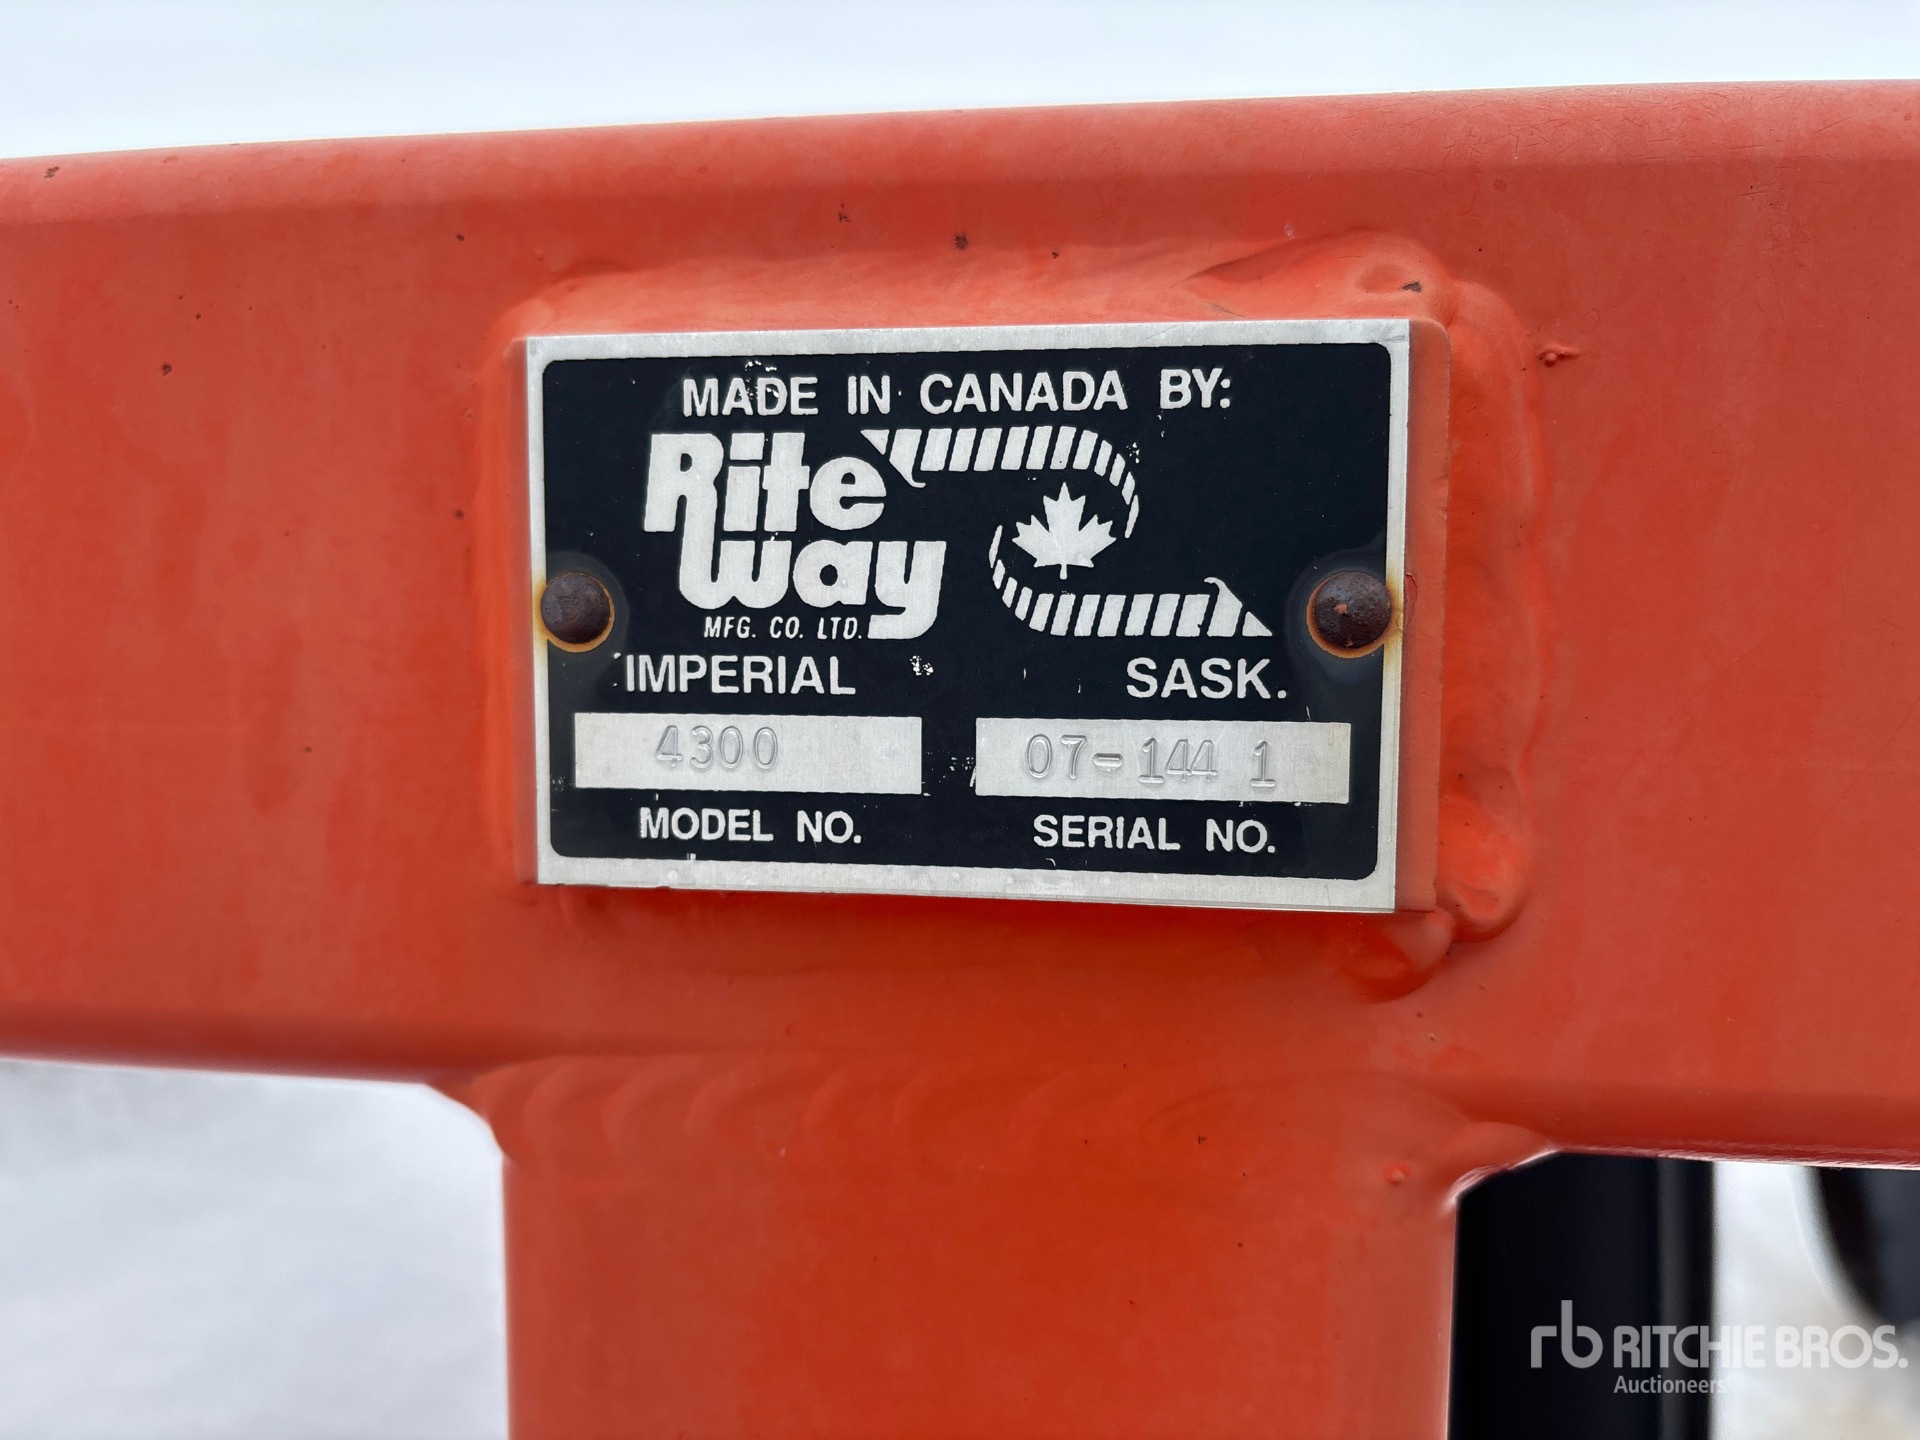 MADE IN CANADA BY:
Rite
way
MFG. CO. LTD.
IMPERIAL SASK.
4300 07-144 1
MODEL NO. SERIAL NO.
rb RITCHIE BROS.
Auctioneers